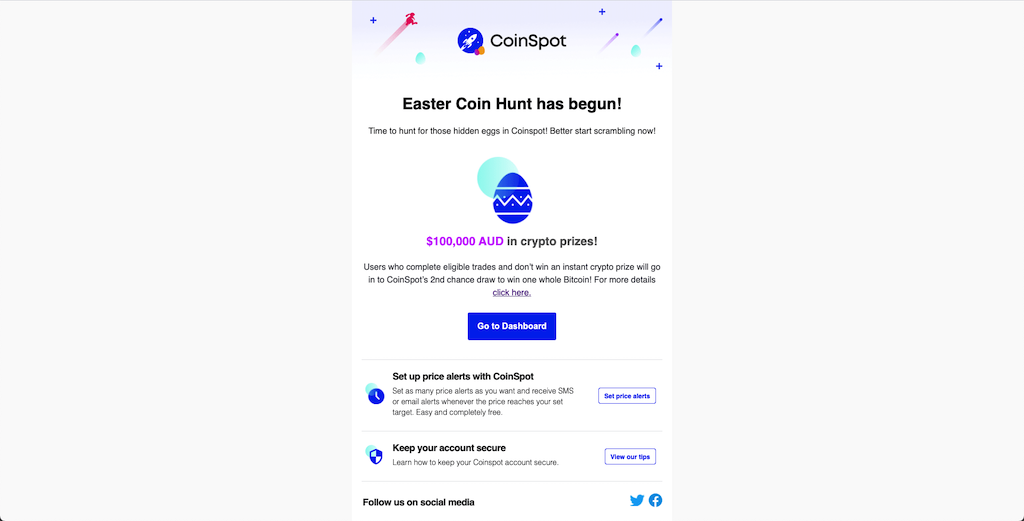 CoinSpot
Easter Coin Hunt has begun!
Time to hunt for those hidden eggs in Coinspot! Better start scrambling now!
$100,000 AUD in crypto prizes!
Users who complete eligible trades and don't win an instant crypto prize will go
in to CoinSpot's 2nd chance draw to win one whole Bitcoin! For more details
click here.
Go to Dashboard
Set up price alerts with CoinSpot
Set as many price alerts as you want and receive SMS
or email alerts whenever the price reaches your set
target. Easy and completely free.
Set price alerts
Keep your account secure
Learn how to keep your Coinspot account secure.
View our tips
Follow us on social media